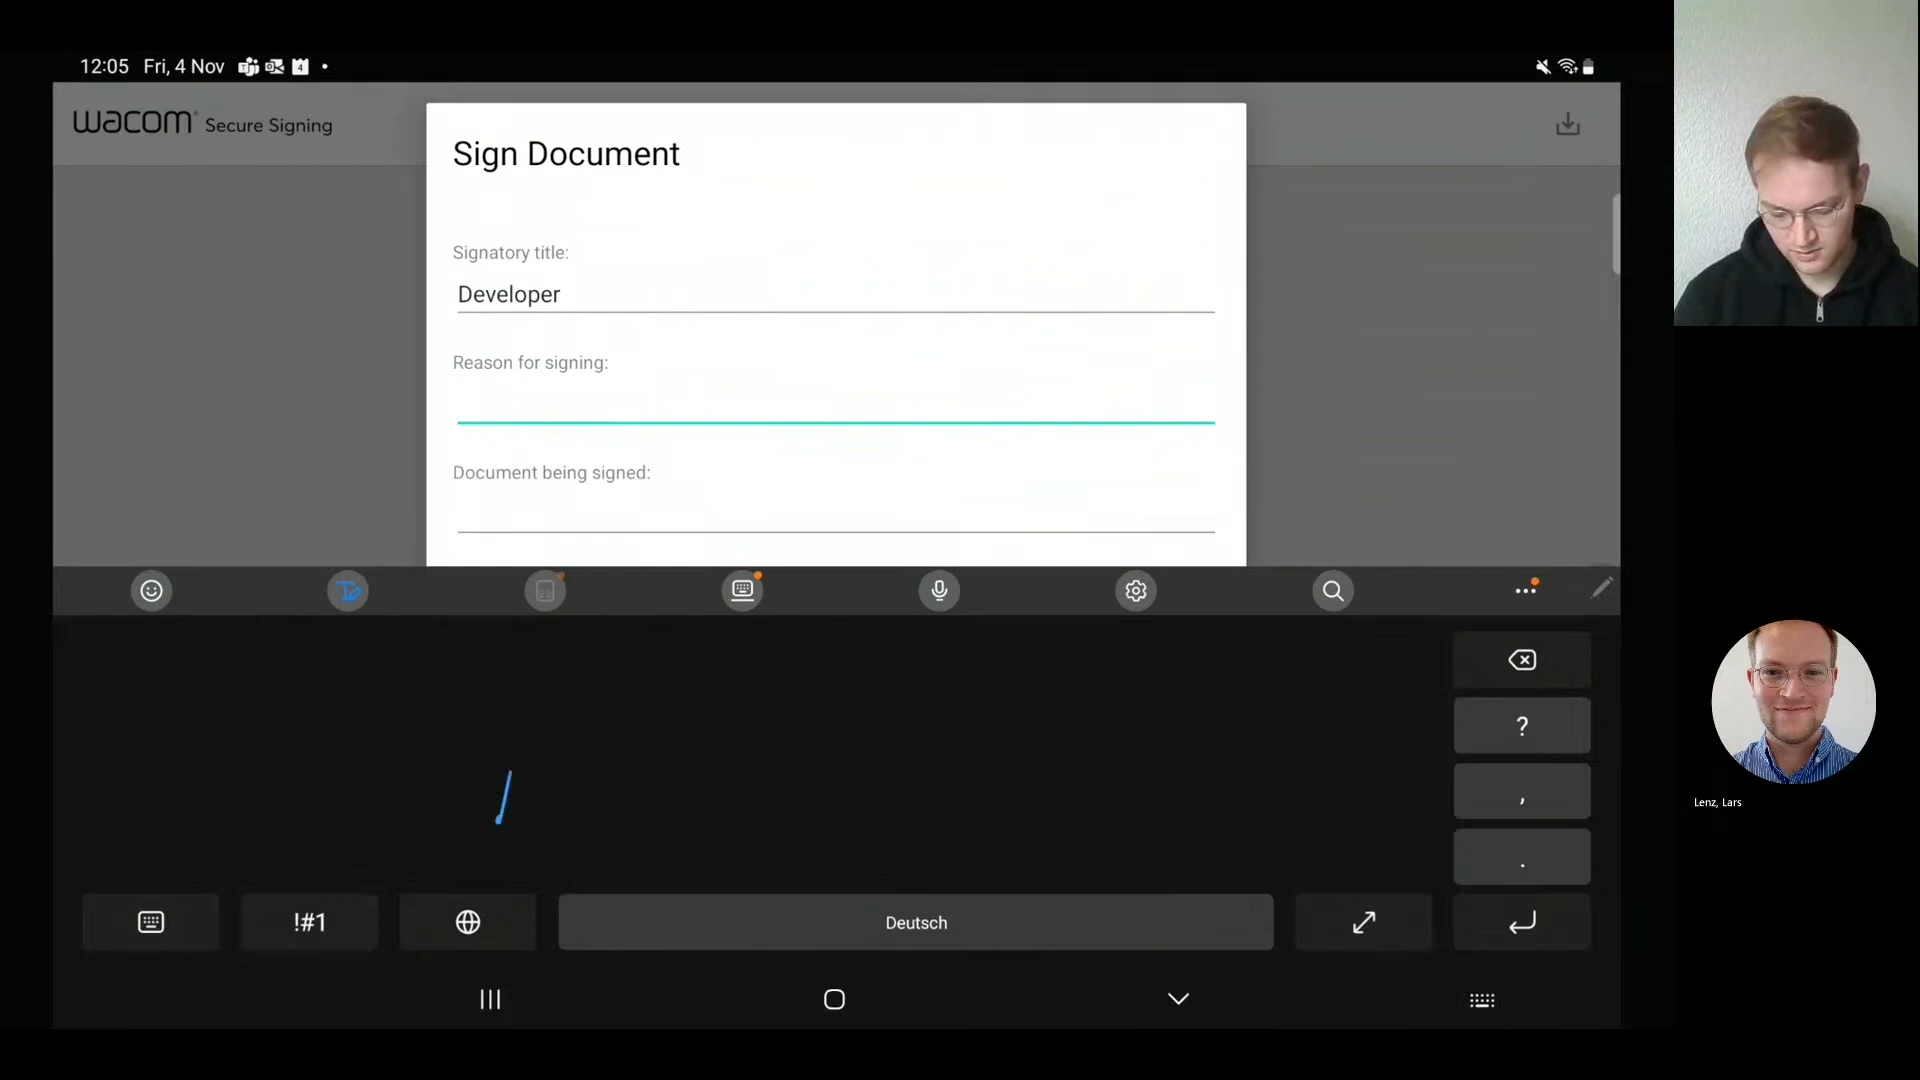 12:05 Fri, 4 Nov
wacom Secure Signing
Sign Document
Signatory title:
Developer
Reason for signing:
Document being signed:
?
,
.
!#1
Deutsch
Lenz, Lars